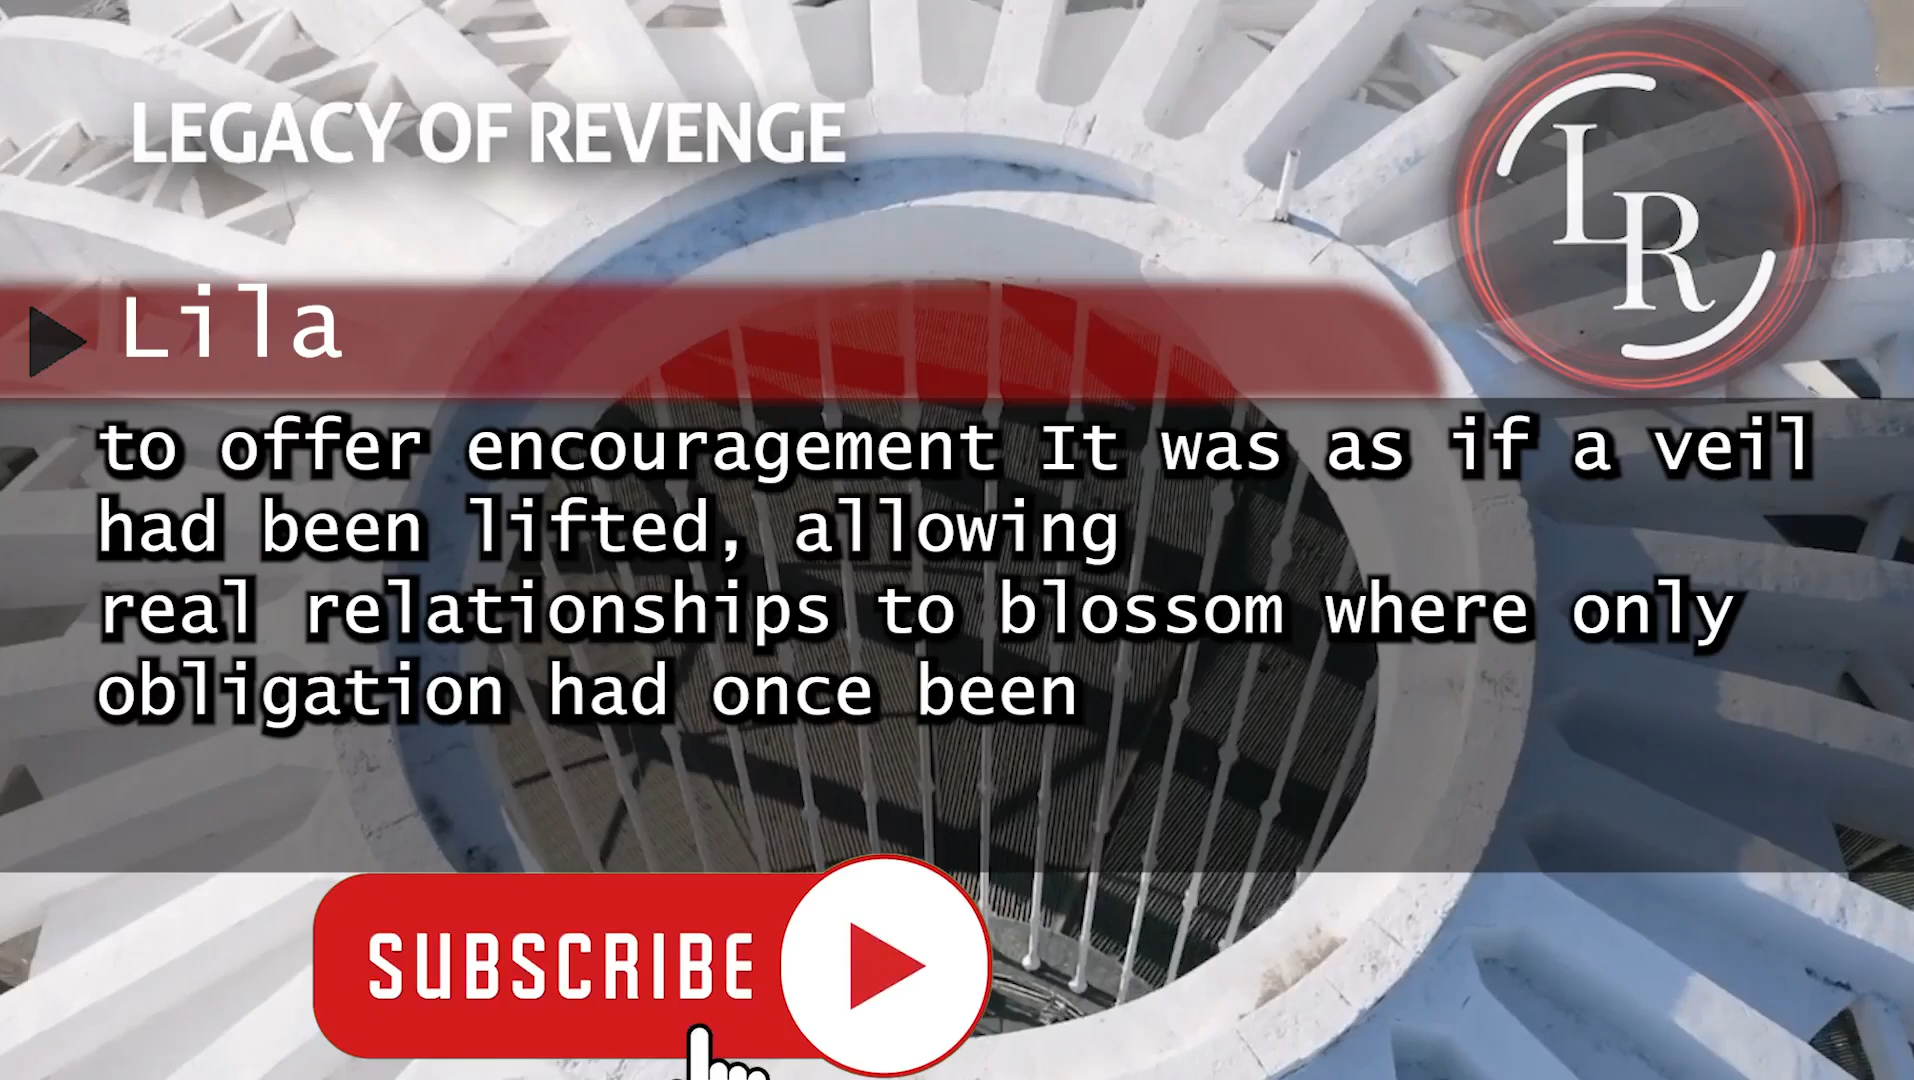 LEGACY OF REVENGE
LR
Lila
to offer encouragement It was as if a veil
had been lifted, allowing
real relationships to blossom where only
obligation had once been
SUBSCRIBE